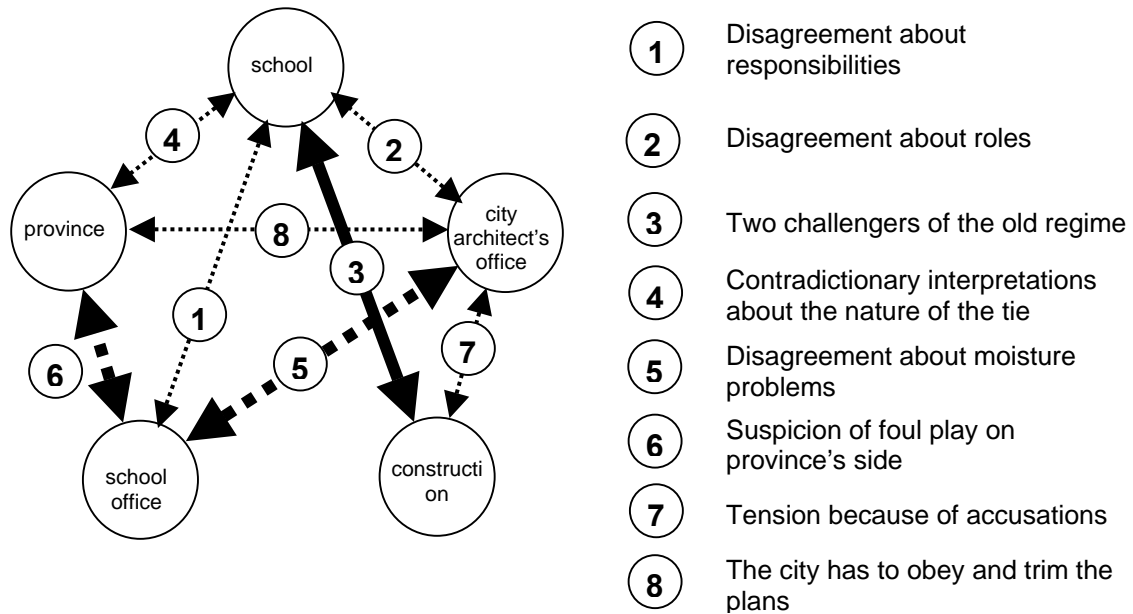 school
4
2
province
8
city
architect's
office
3
1
7
6
5
school
office
constructi
on
1
Disagreement about
responsibilities
2
Disagreement about roles
3
Two challengers of the old regime
4
Contradictionary interpretations
about the nature of the tie
5
Disagreement about moisture
problems
6
Suspicion of foul play on
province’s side
7
Tension because of accusations
8
The city has to obey and trim the
plans